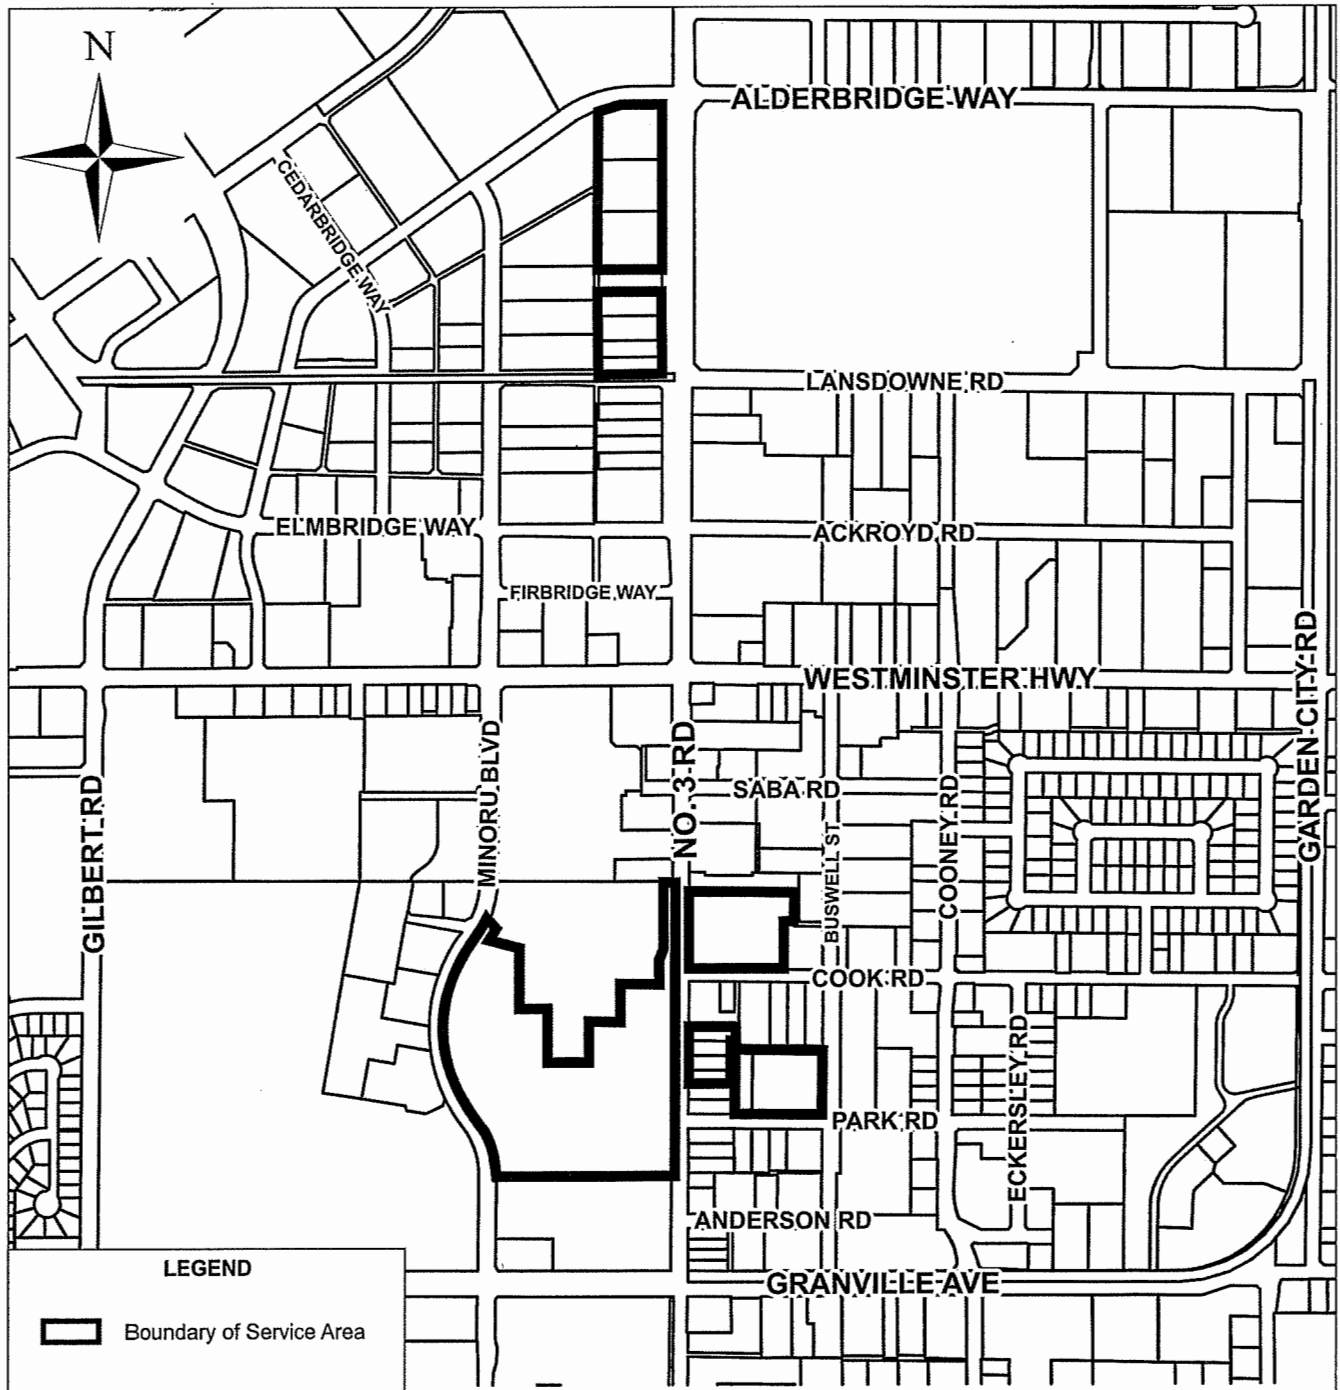 N
ALDERBRIDGE WAY
CEDARBRIDGE WAY
LANSDOWNE RD
ELMBRIDGE WAY
ACKROYD RD
FIRBRIDGE WAY
WESTMINSTER HWY
GARDEN CITY RD
MINORU BLVD
NO. 3 RD
SABA RD
GILBERT RD
COONEY RD
BUSWELL ST
COOK RD
ECKERSLEY RD
PARK RD
ANDERSON RD
GRANVILLE AVE
LEGEND
Boundary of Service Area